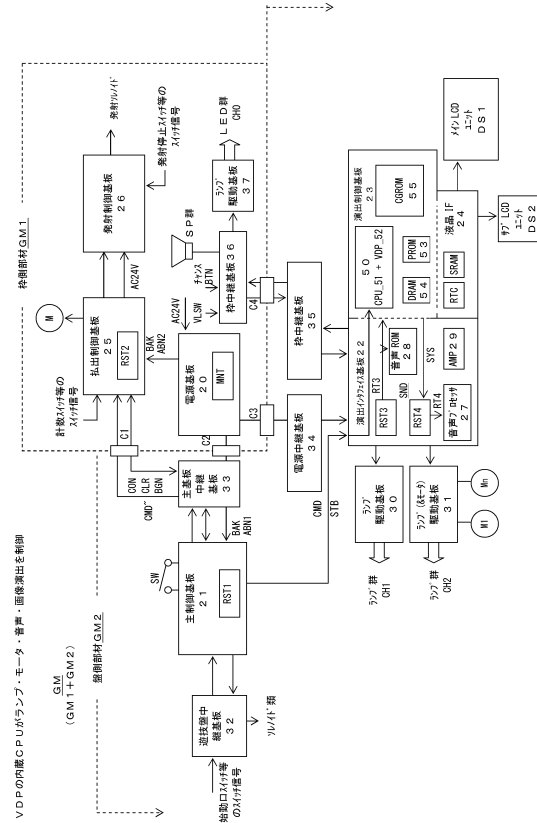 VDPの内蔵CPUがランプ・モータ・音声・画像演出を制御
GM
(GM1+GM2)
盤側部材GM2
枠側部材GM1
始動口スイッチ等
のスイッチ信号
遊技盤中
継基板
32
ソレノイド類
主制御基板
21
RST1
SW
BAK
ABN1
主基板
中継
基板
33
CON
CLR
BGN
CMD"
C1
C2
計数スイッチ等の
スイッチ信号
払出制御基板
25
RST2
M
BAK
ABN2
AC24V
発射制御基板
26
発射ソレノイド
発射停止スイッチ等の
スイッチ信号
電源基板
20
MNT
AC24V
VLSW
チャンス
BTN
SP群
枠中継基板36
ランプ
駆動基板
37
LED群
CH0
C3
C4
電源中継基板
34
枠中継基板
35
CMD
STB
演出インタフェイス基板22
RST3
RT3
音声ROM
28
SND
RST4
RT4
SYS
音声プロセッサ
27
AMP29
演出制御基板
23
50
CPU_51 + VDP_52
CGROM
55
PROM
53
DRAM
54
RTC
SRAM
液晶IF
24
メインLCD
ユニット
DS1
サブLCD
ユニット
DS2
ランプ
駆動基板
30
ランプ群
CH1
ランプ(&モータ)
駆動基板
31
ランプ群
CH2
M1
Mn